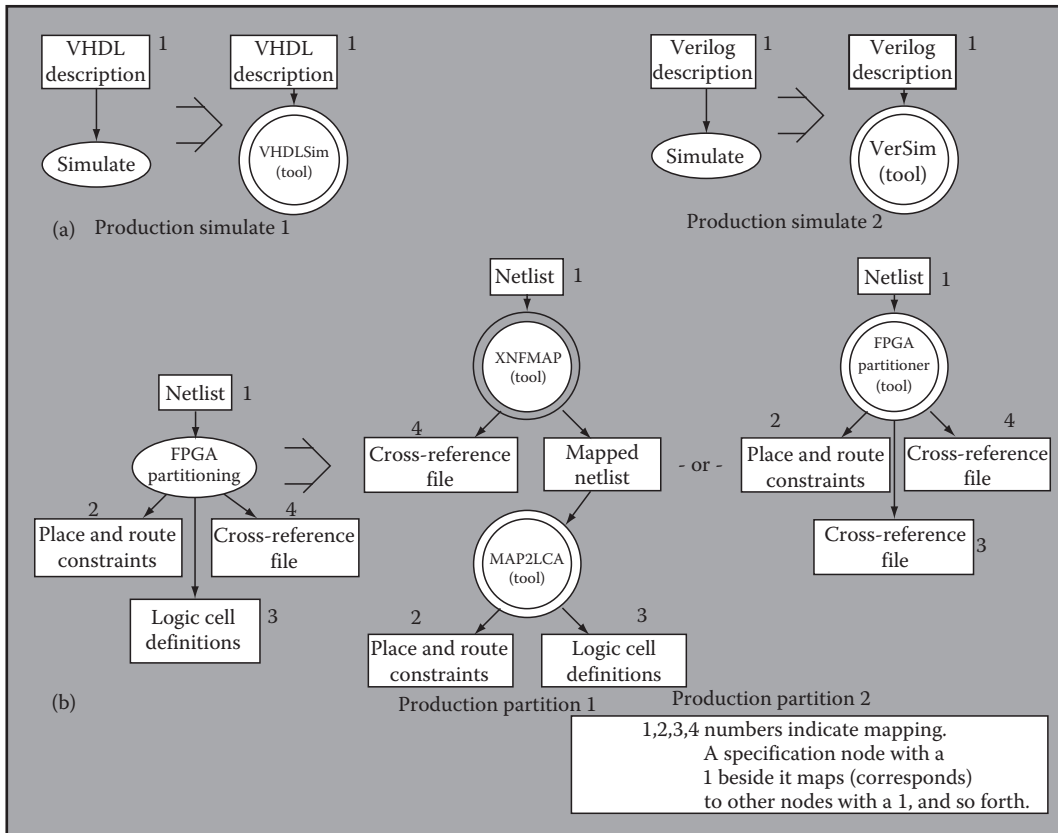 VHDL
description
1
VHDL
description
1
Simulate
VHDLSim
(tool)
(a) Production simulate 1
Verilog
description
1
Verilog
description
1
Simulate
VerSim
(tool)
Production simulate 2
Netlist
1
FPGA
partitioning
2
Place and route
constraints
4
Cross-reference
file
Logic cell
definitions
3
(b)
Netlist
1
XNFMAP
(tool)
4
Cross-reference
file
Mapped
netlist
MAP2LCA
(tool)
2
Place and route
constraints
3
Logic cell
definitions
Production partition 1
- or -
Netlist
1
FPGA
partitioner
(tool)
2
Place and route
constraints
4
Cross-reference
file
Cross-reference
file
3
Production partition 2
1,2,3,4 numbers indicate mapping.
A specification node with a
1 beside it maps (corresponds)
to other nodes with a 1, and so forth.